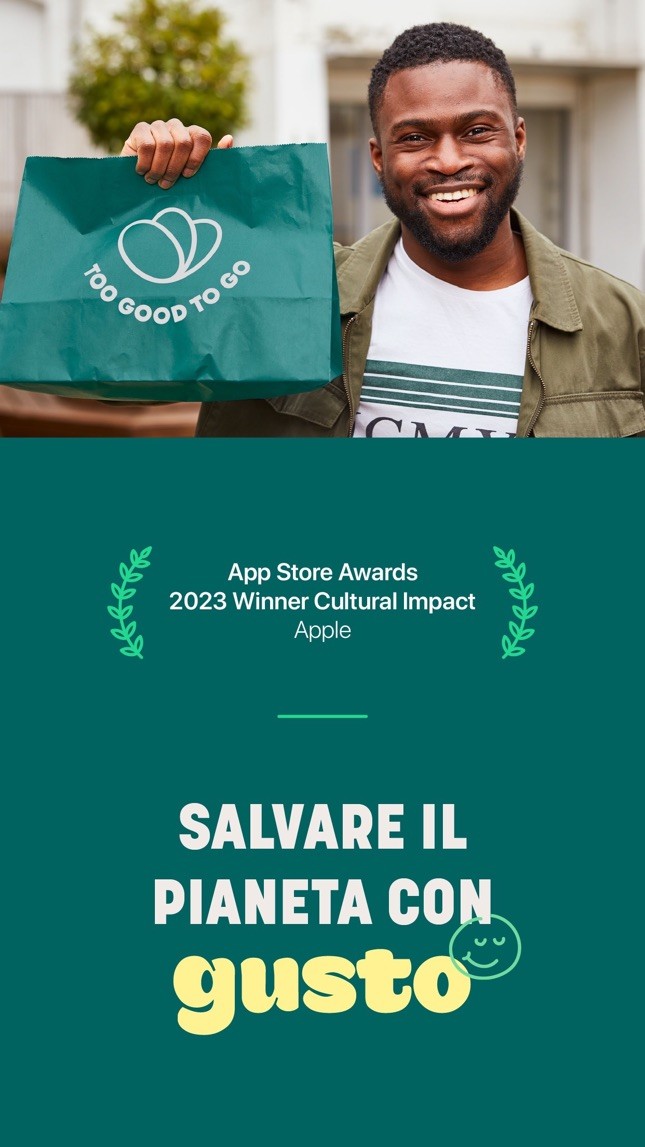 TOO GOOD TO GO
App Store Awards
2023 Winner Cultural Impact
Apple
SALVARE IL
PIANETA CON
gusto